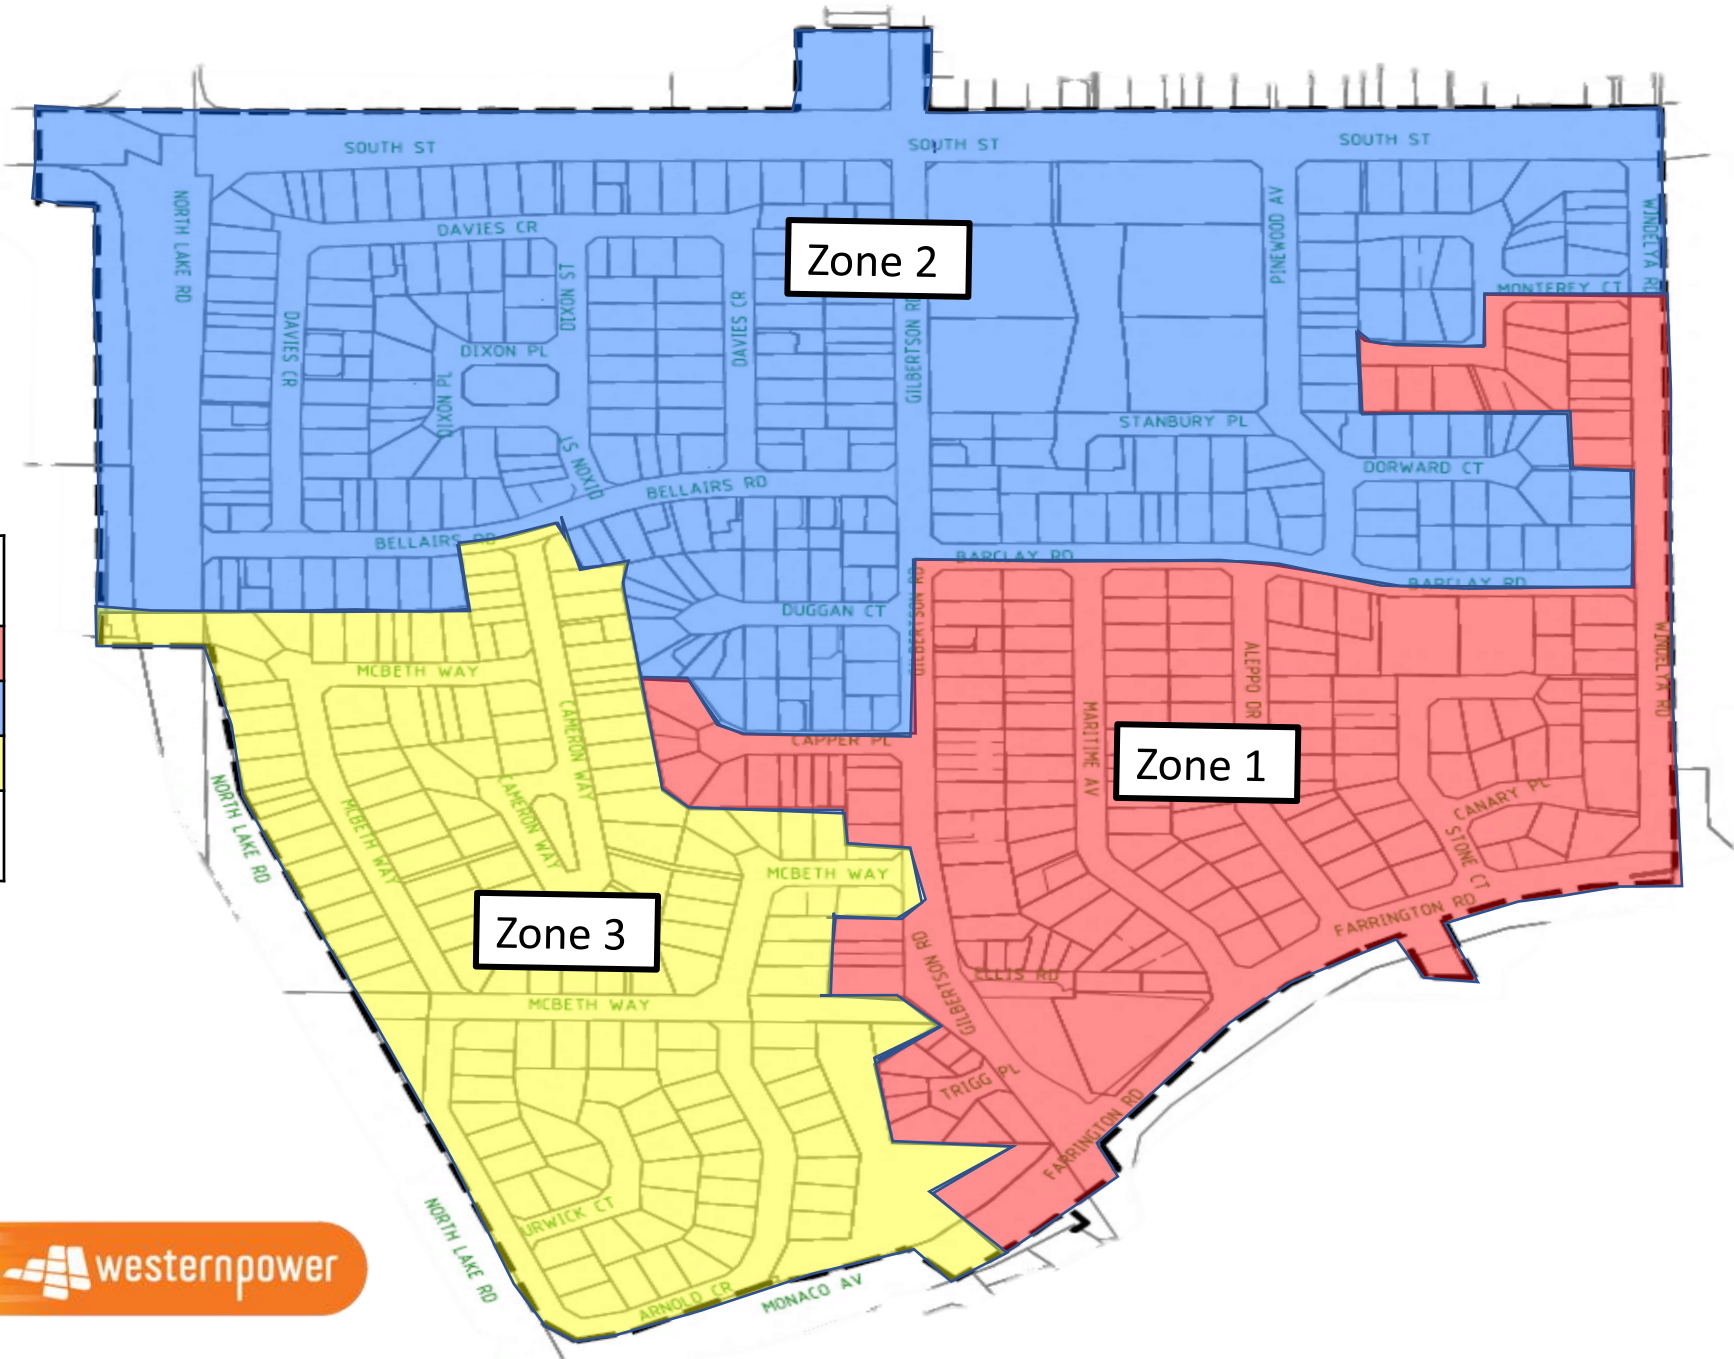 SOUTH ST
SOUTH ST
SOUTH ST
NORTH LAKE RD
DAVIES CR
Zone 2
PINEWOOD AV
WINDELYA RD
MONTEREY CT
DIXON ST
DAVIES CR
DAVIES CR
GILBERTSON RD
DIXON PL
DIXON PL
STANBURY PL
DIXON ST
DORWARD CT
BELLAIRS RD
BELLAIRS RD
BARCLAY RD
BARCLAY RD
DUGGAN CT
GILBERTSON RD
MCBETH WAY
ALEPPO DR
WINDELYA RD
CAMERON WAY
MARITIME AV
CAPPER PL
Zone 1
CANARY PL
NORTH LAKE RD
MCBETH WAY
CAMERON WAY
STONE CT
MCBETH WAY
Zone 3
FARRINGTON RD
GILBERTSON RD
ELLIS RD
MCBETH WAY
TRIGG PL
FARRINGTON RD
URWICK CT
NORTH LAKE RD
westernpower
ARNOLD CR
MONACO AV